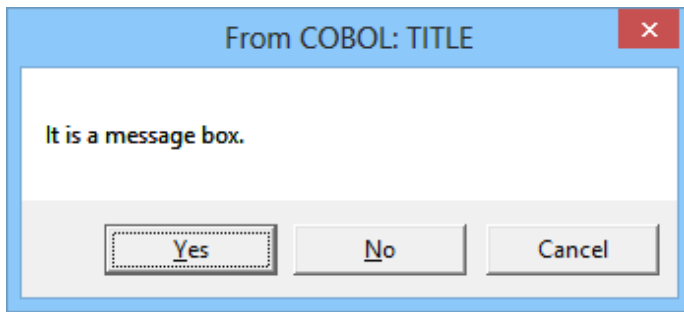 From COBOL: TITLE
It is a message box.
Yes No Cancel